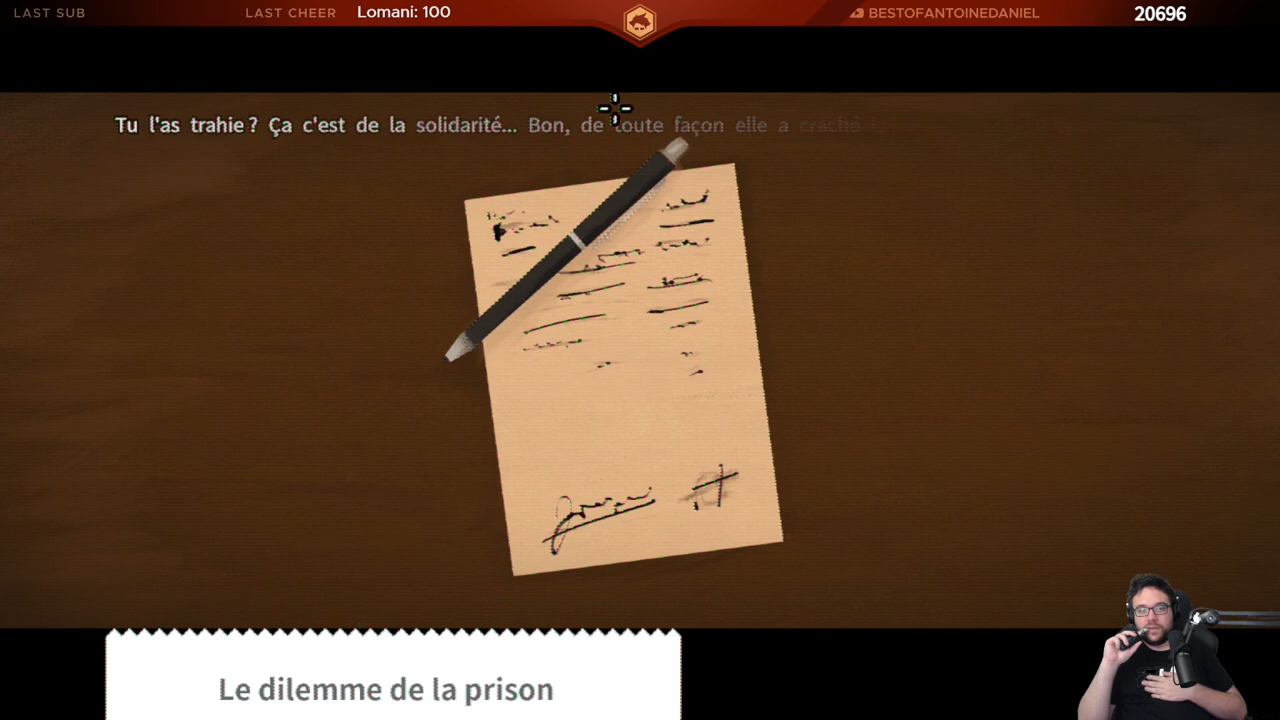 LAST SUB LAST CHEER Lomani: 100 BESTOFANTOINEDANIEL 20696
Tu l'as trahie ? Ça c'est de la solidarité... Bon, de toute façon elle a craché
Le dilemme de la prison